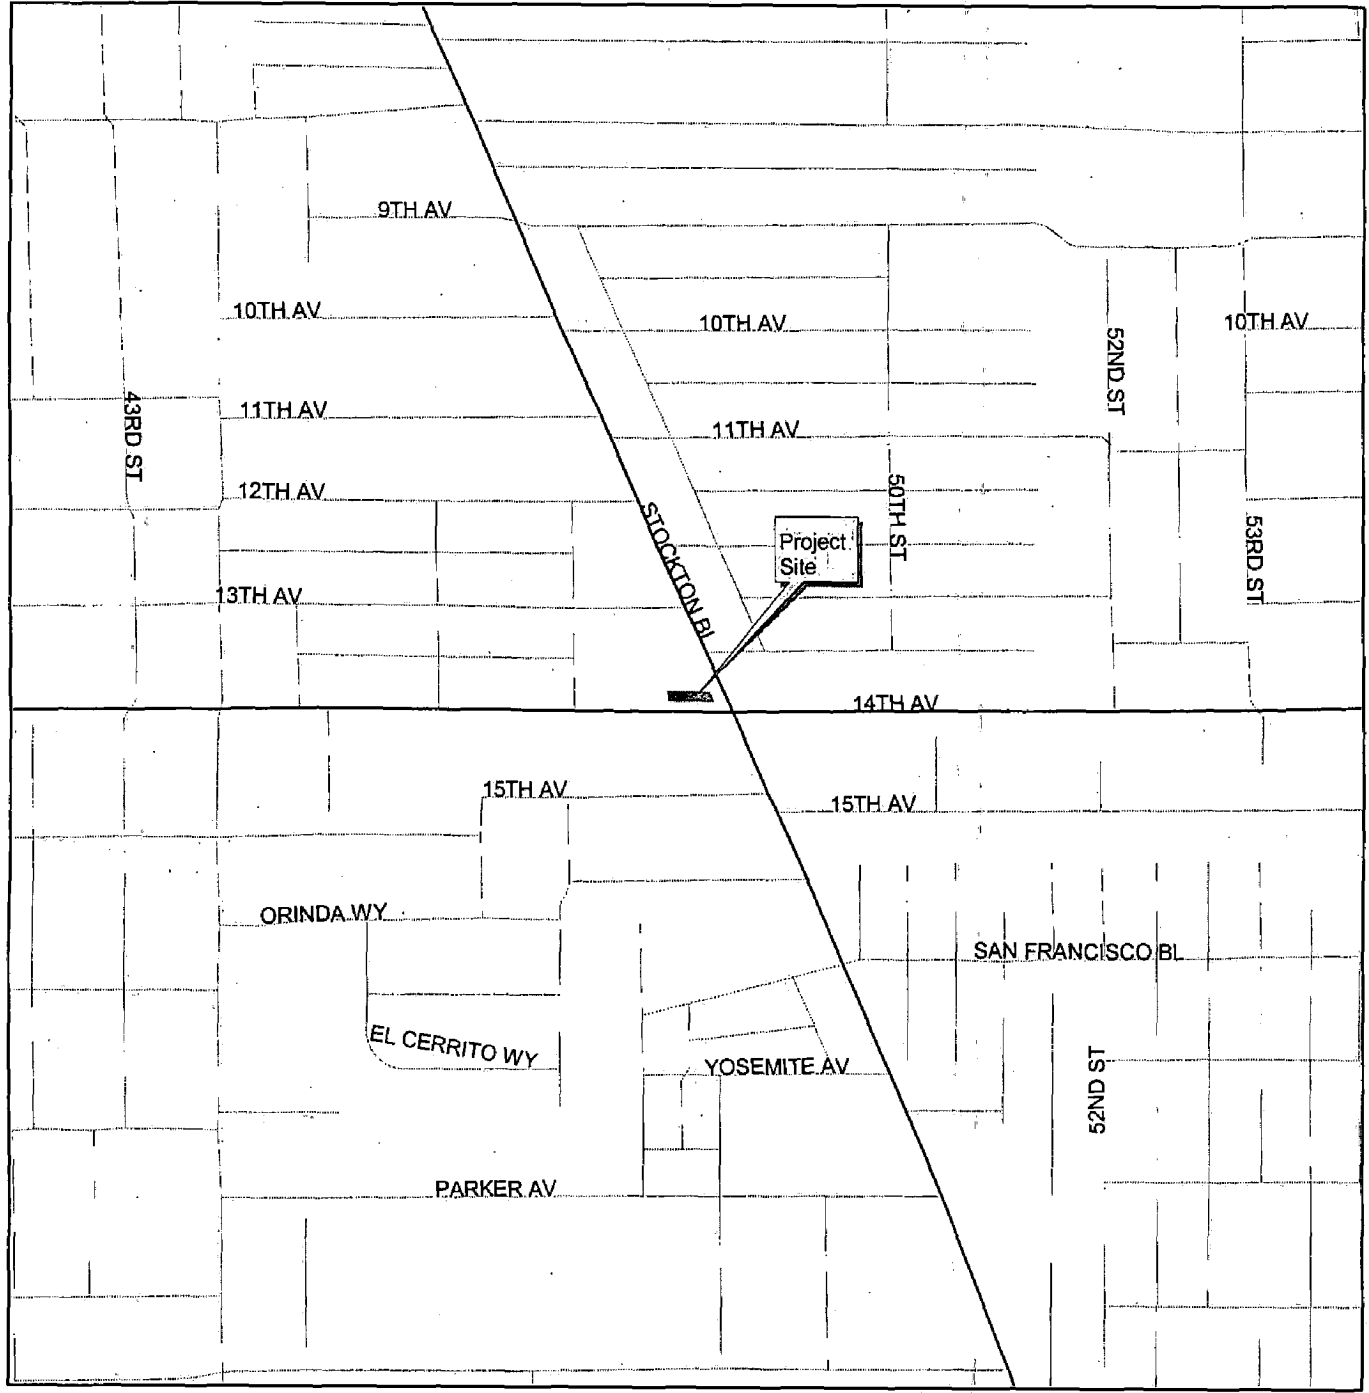 9TH AV
10TH AV
10TH AV
10TH AV
52ND ST
43RD ST
11TH AV
11TH AV
12TH AV
50TH ST
STOCKTON BL
Project
Site
53RD ST
13TH AV
14TH AV
15TH AV
15TH AV
ORINDA WY
SAN FRANCISCO BL
EL CERRITO WY
YOSEMITE AV
52ND ST
PARKER AV